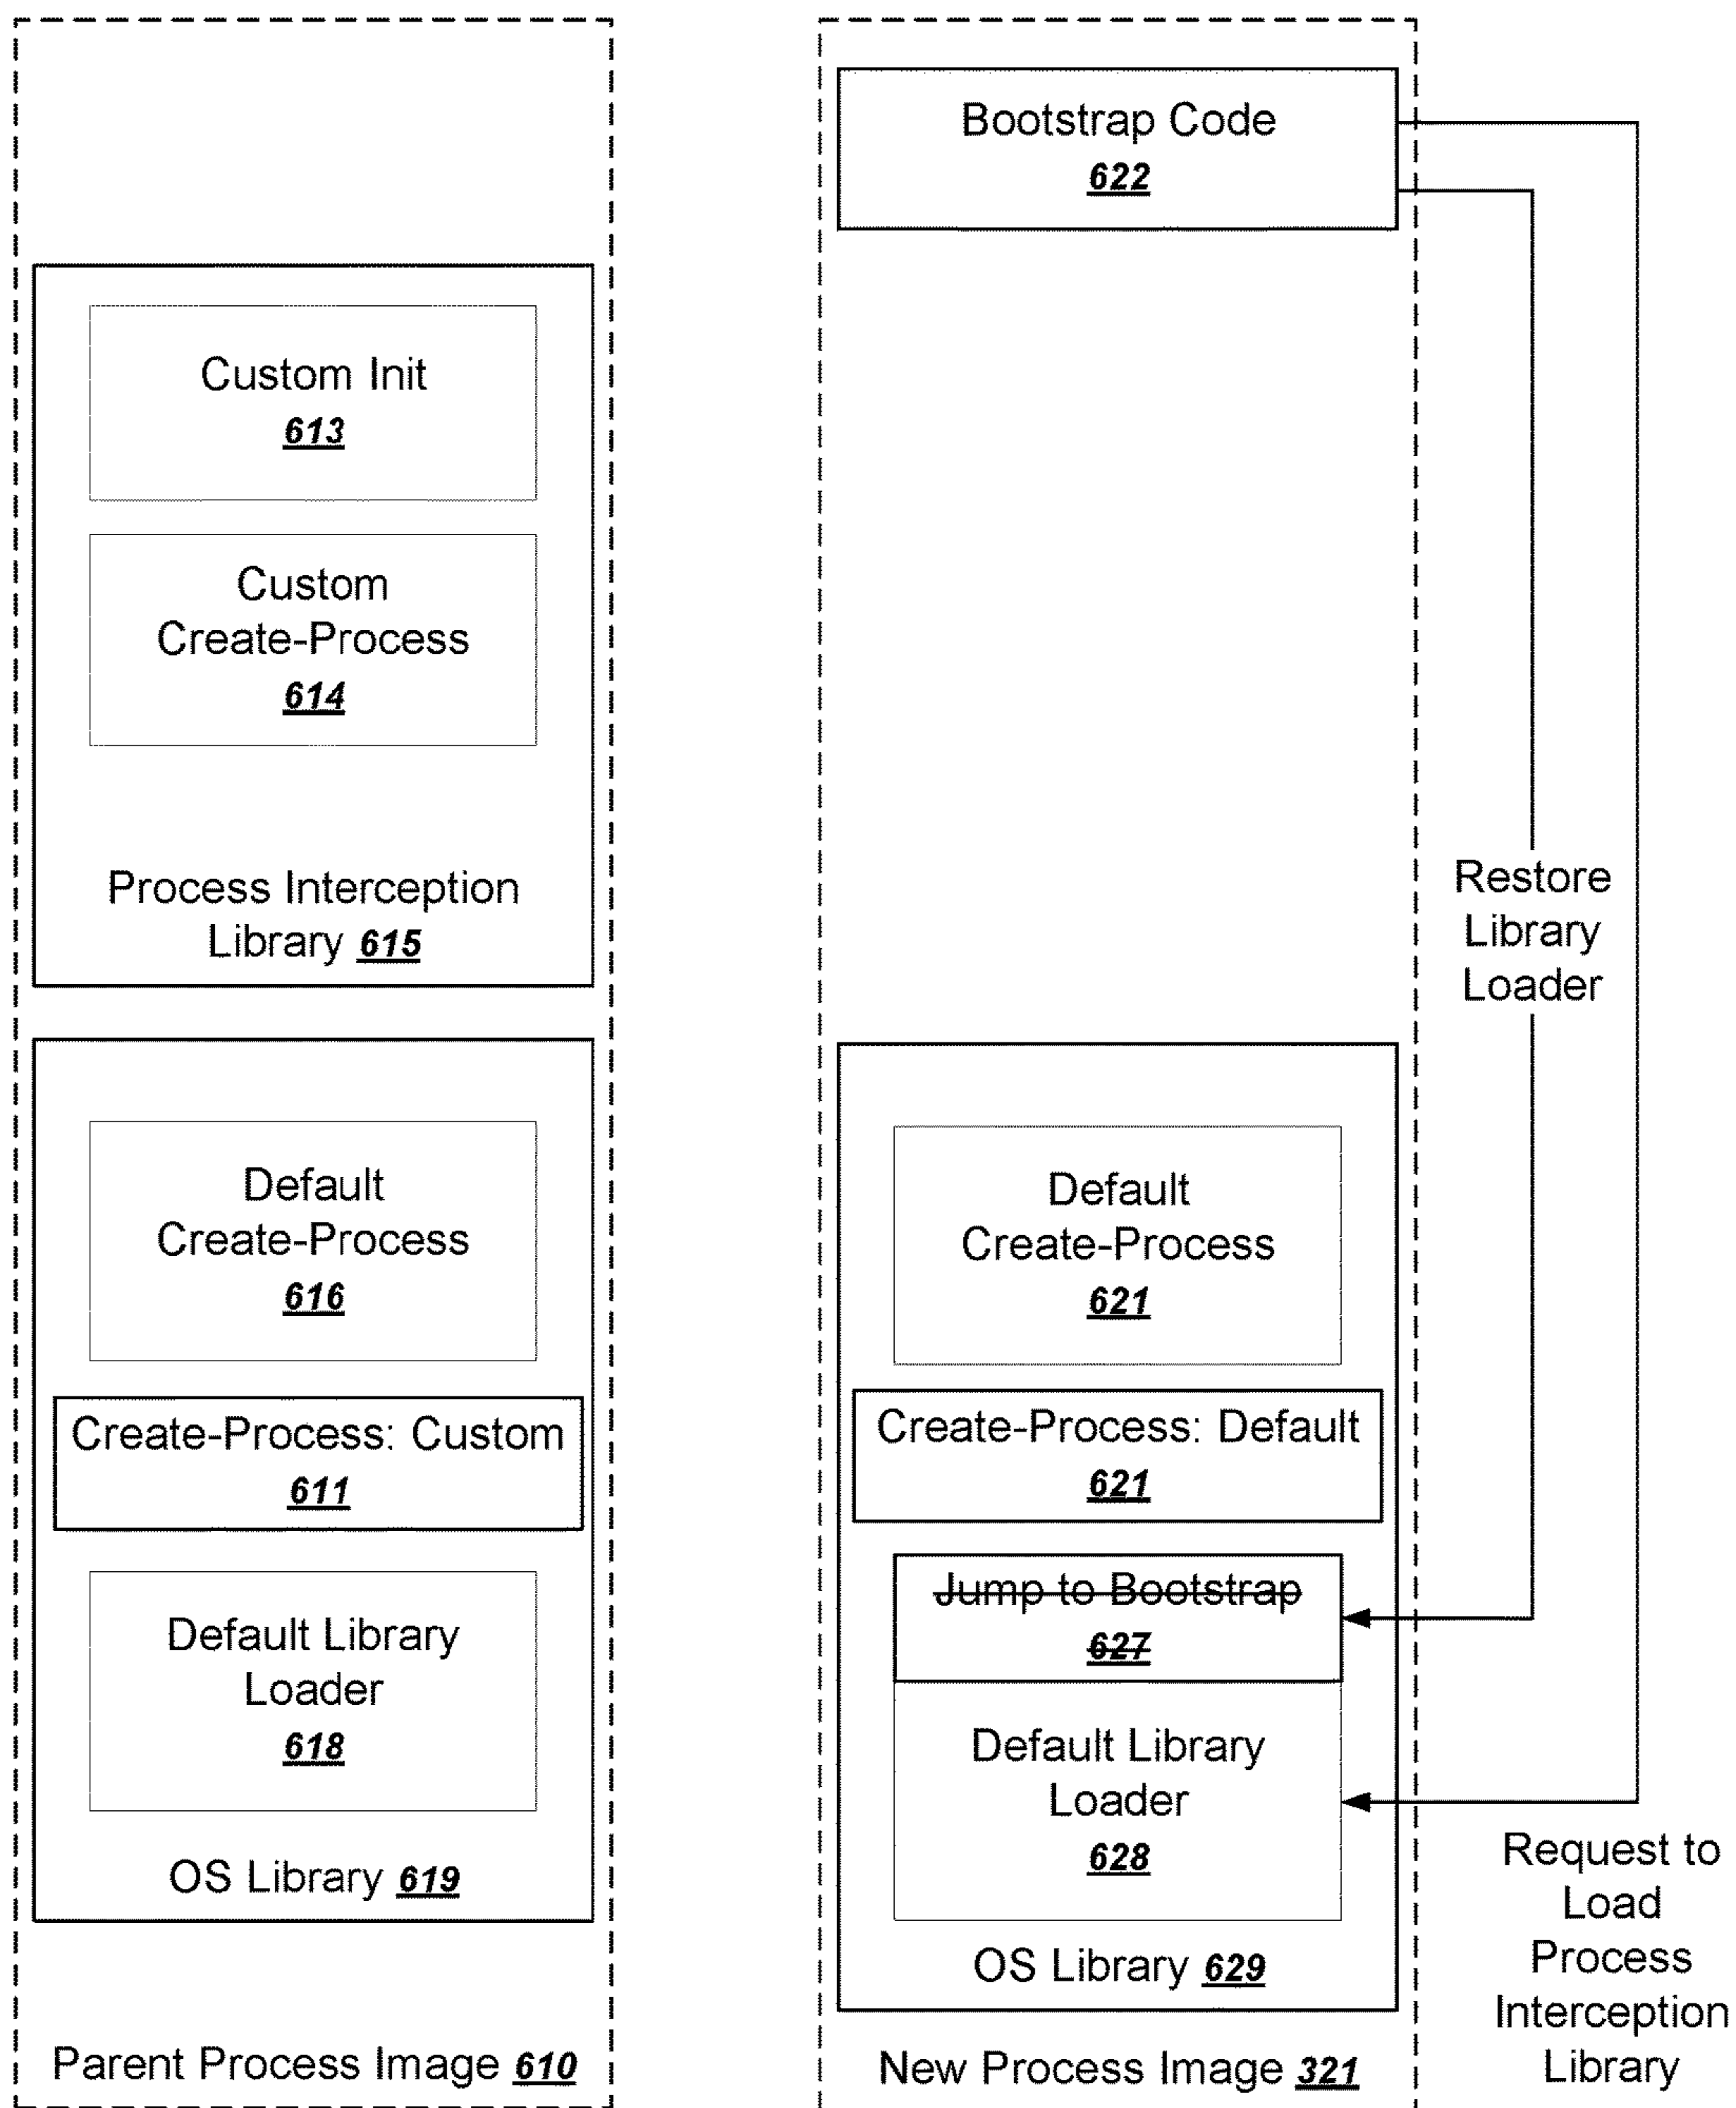 Custom Init
613
Custom
Create-Process
614
Process Interception
Library 615
Default
Create-Process
616
Create-Process: Custom
611
Default Library
Loader
618
OS Library 619
Parent Process Image 610
Bootstrap Code
622
Default
Create-Process
621
Create-Process: Default
621
Jump to Bootstrap
627
Default Library
Loader
628
OS Library 629
New Process Image 321
Restore
Library
Loader
Request to
Load
Process
Interception
Library